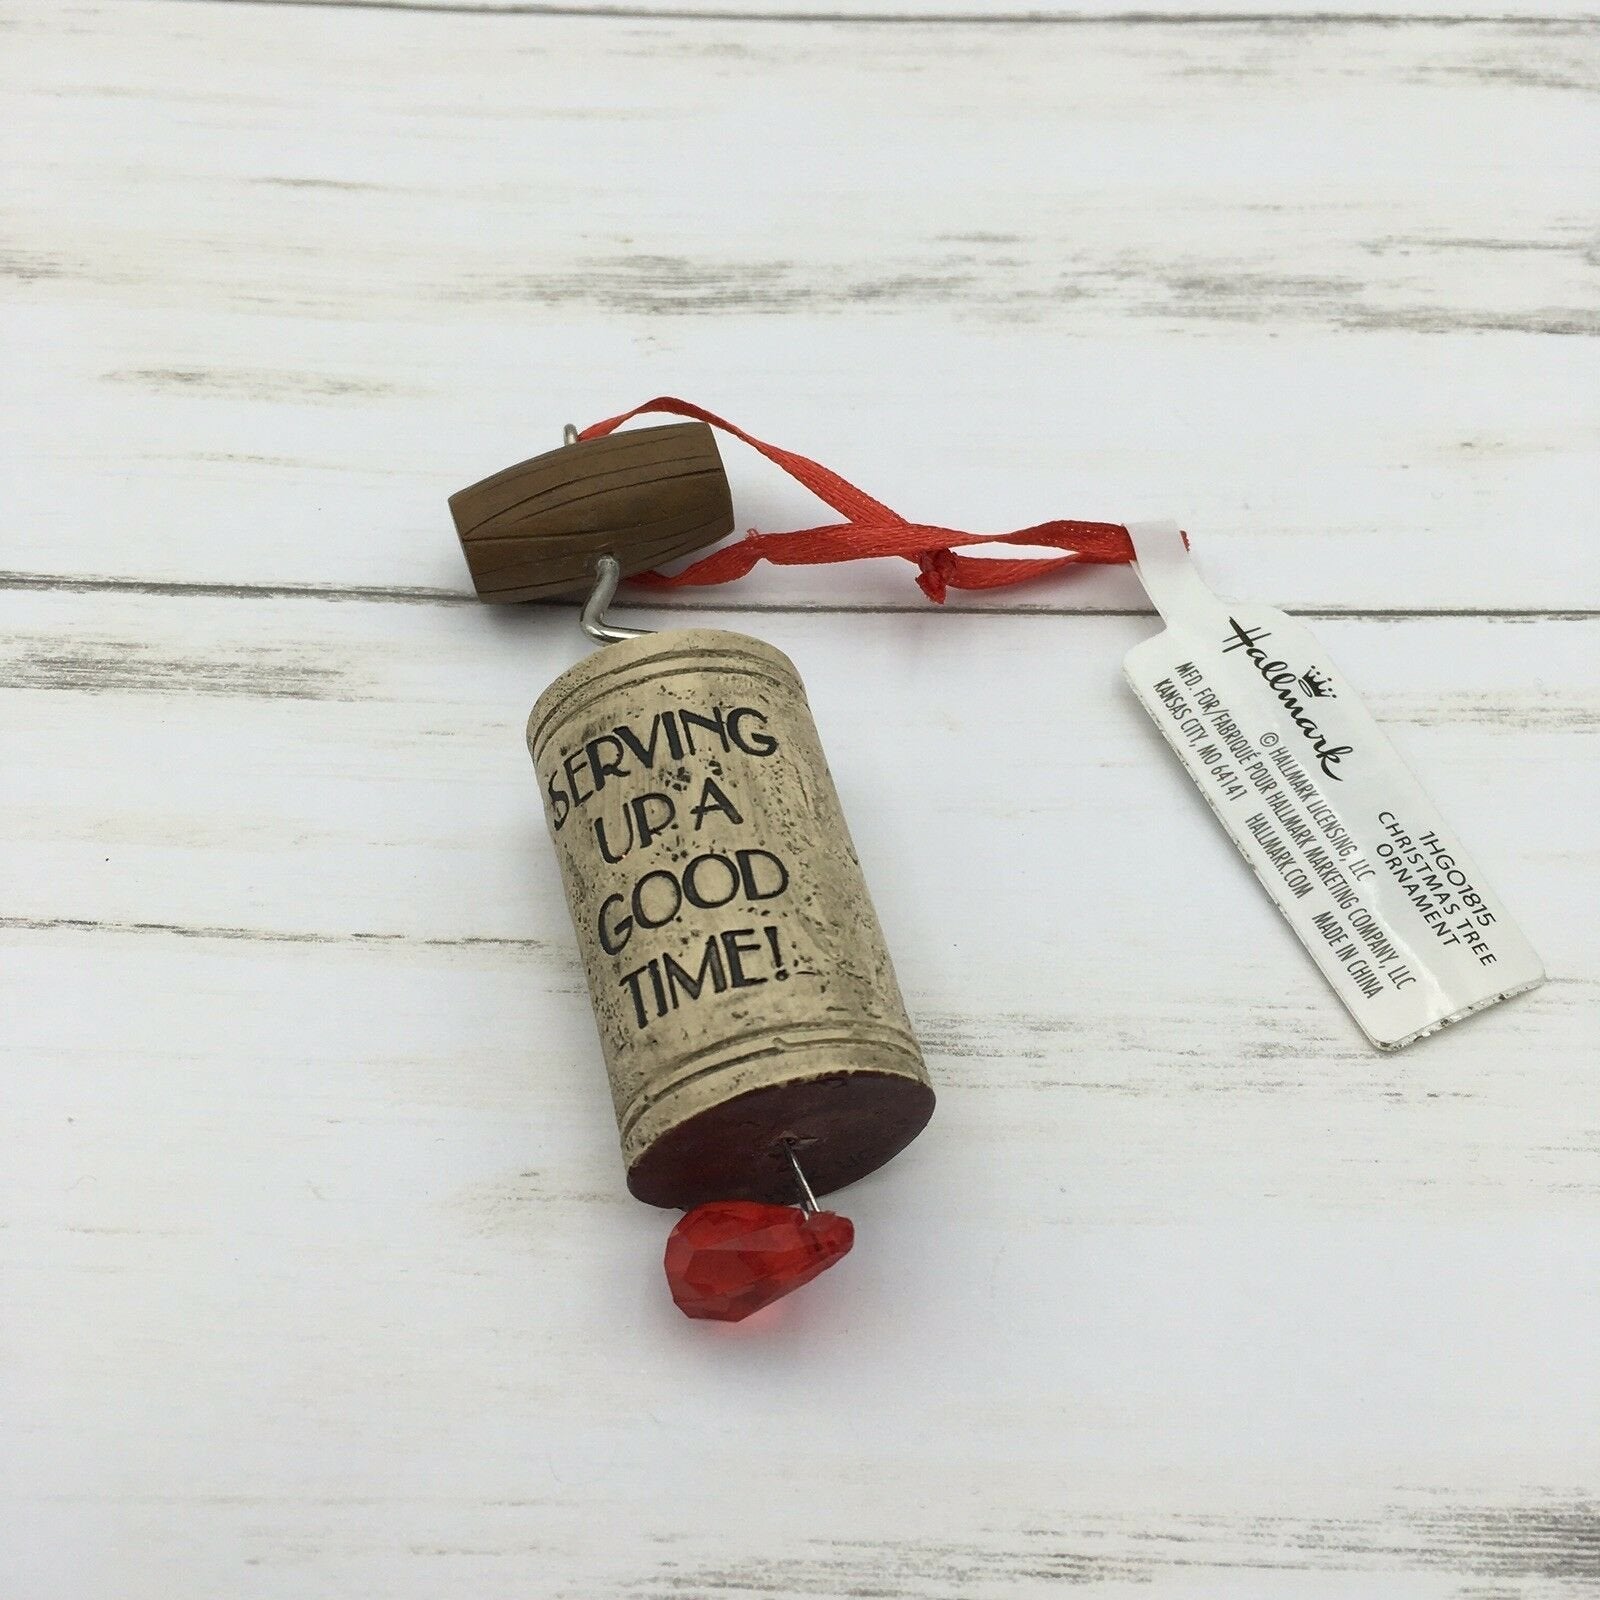 SERVING
UP A
GOOD
TIME!
Hallmark
© HALLMARK LICENSING, LLC
MFD. FOR/FABRIQUÉ POUR HALLMARK MARKETING COMPANY, LLC
KANSAS CITY, MO 64141 HALLMARK.COM MADE IN CHINA
1HGO1815
CHRISTMAS TREE
ORNAMENT